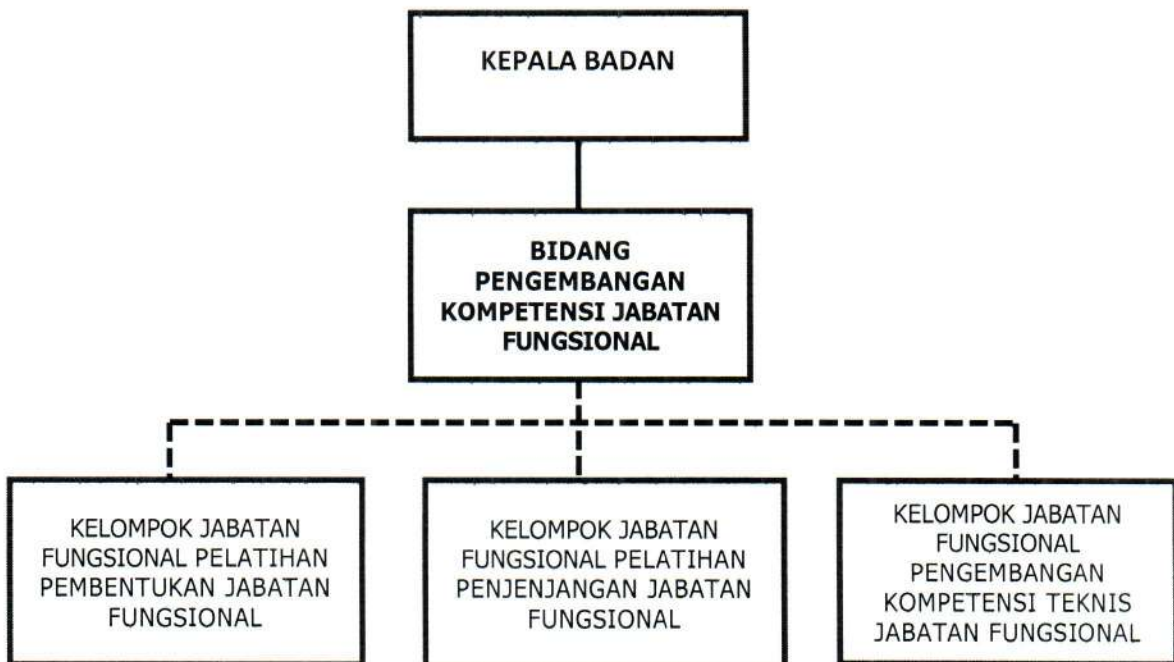 KEPALA BADAN
BIDANG
PENGEMBANGAN
KOMPETENSI JABATAN
FUNGSIONAL
KELOMPOK JABATAN
FUNGSIONAL PELATIHAN
PEMBENTUKAN JABATAN
FUNGSIONAL
KELOMPOK JABATAN
FUNGSIONAL PELATIHAN
PENJENJANGAN JABATAN
FUNGSIONAL
KELOMPOK JABATAN
FUNGSIONAL
PENGEMBANGAN
KOMPETENSI TEKNIS
JABATAN FUNGSIONAL